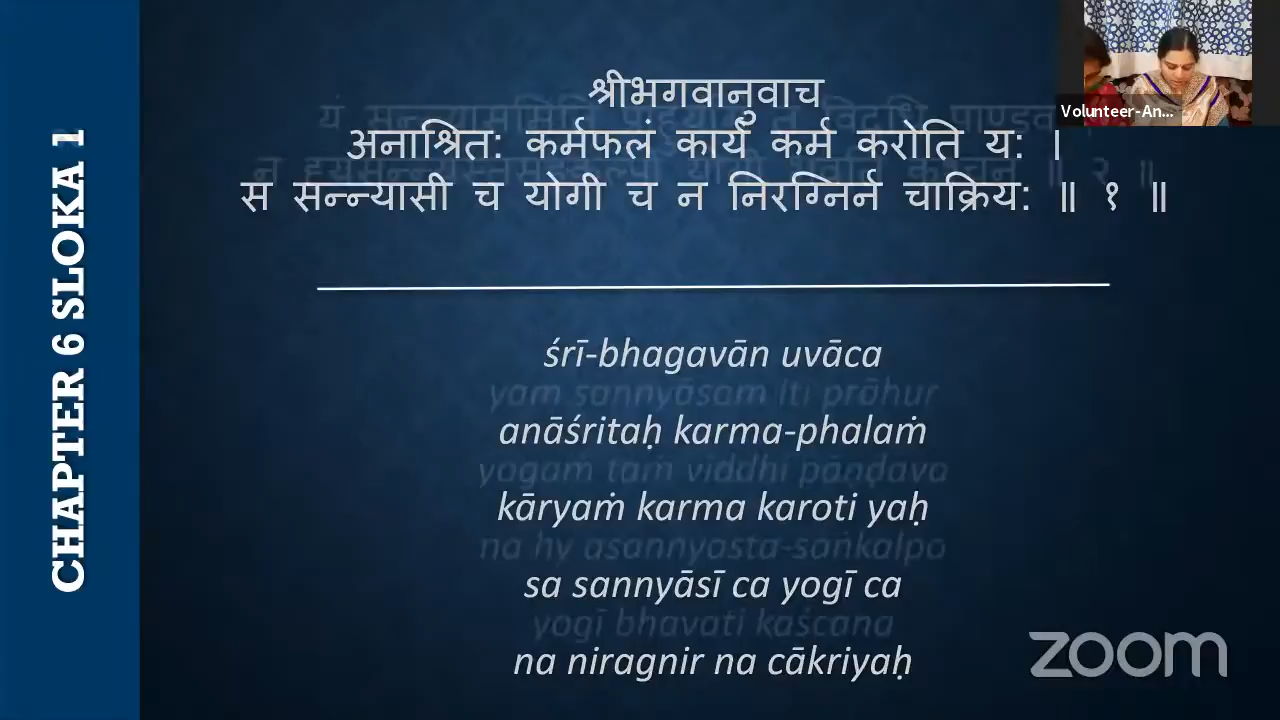 CHAPTER 6 SLOKA 1
श्रीभगवानुवाच
अनाश्रित: कर्मफलं कार्यं कर्म करोति य: ।
स सन्न्यासी च योगी च न निरग्निर्न चाक्रिय: ॥ १ ॥
śrī-bhagavān uvāca
yam sannyāsam iti prāhur
anāśritaḥ karma-phalaṁ
yogaṁ taṁ viddhi pāṇḍava
kāryaṁ karma karoti yaḥ
na hy asannyasta-saṅkalpo
sa sannyāsī ca yogī ca
yogī bhavati kaścana
na niragnir na cākriyaḥ
Volunteer-An...
zoom